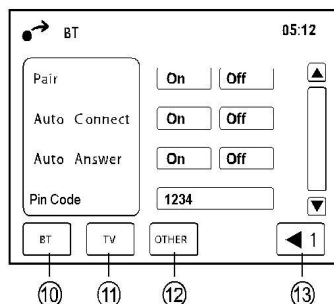 BT 05:12
Pair On Off
Auto Connect On Off
Auto Answer On Off
Pin Code 1234
BT TV OTHER 1
10 11 12 13